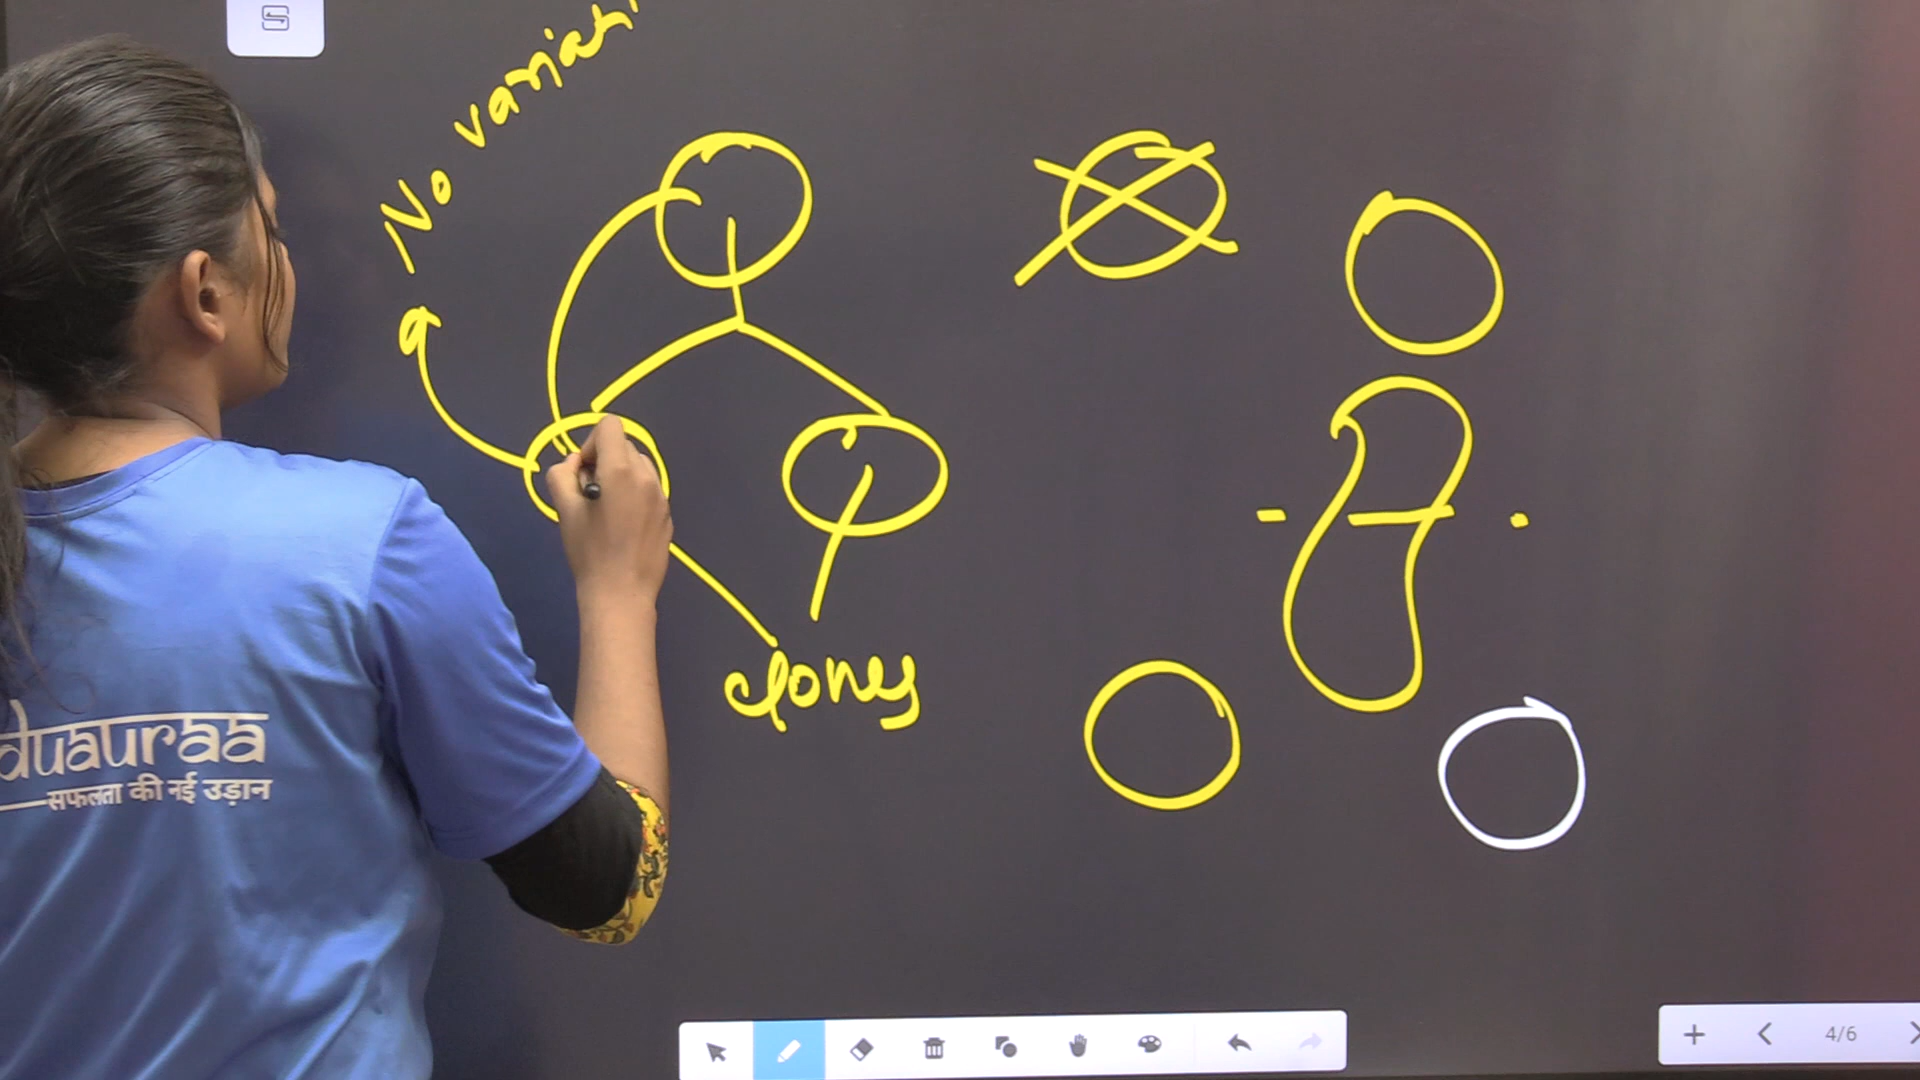 No variati
clones
duauraa
सफलता की नई उड़ान
4/6